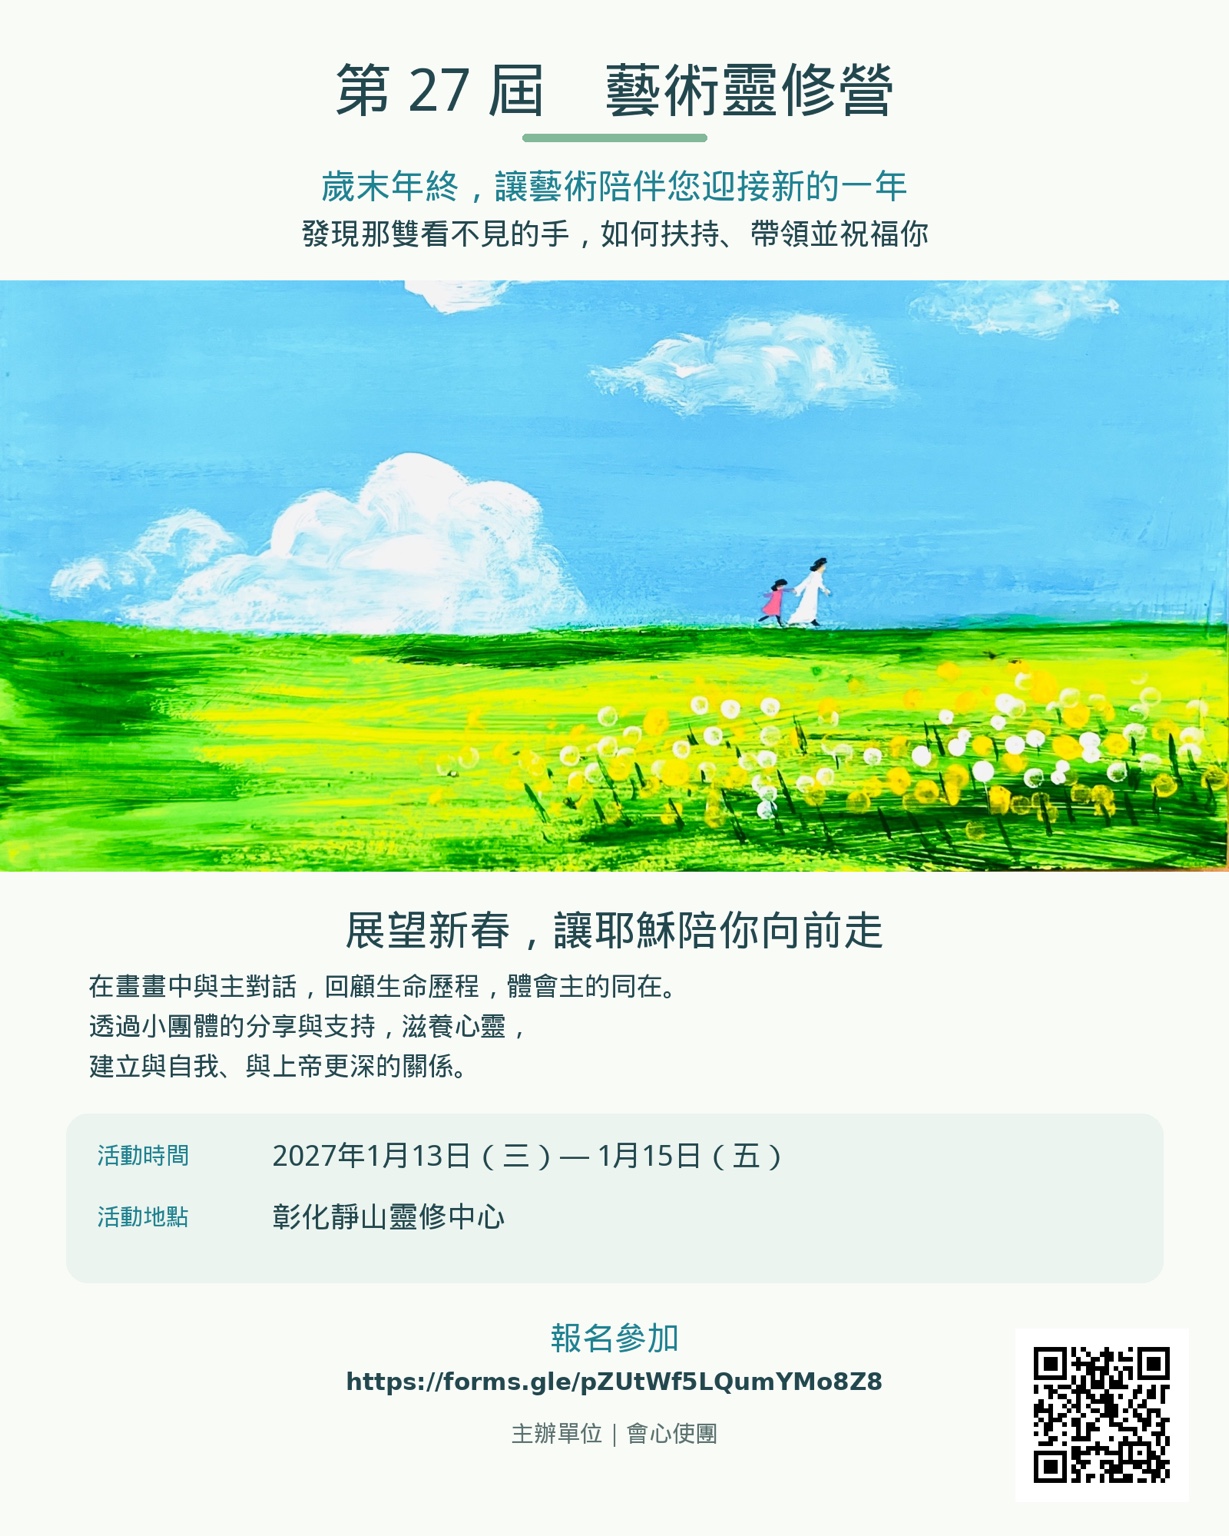 第 27 屆　藝術靈修營
歲末年終，讓藝術陪伴您迎接新的一年
發現那雙看不見的手，如何扶持、帶領並祝福你
展望新春，讓耶穌陪你向前走
在畫畫中與主對話，回顧生命歷程，體會主的同在。
透過小團體的分享與支持，滋養心靈，
建立與自我、與上帝更深的關係。
活動時間 2027年1月13日（三）— 1月15日（五）
活動地點 彰化靜山靈修中心
報名參加
https://forms.gle/pZUtWf5LQumYMo8Z8
主辦單位｜會心使團